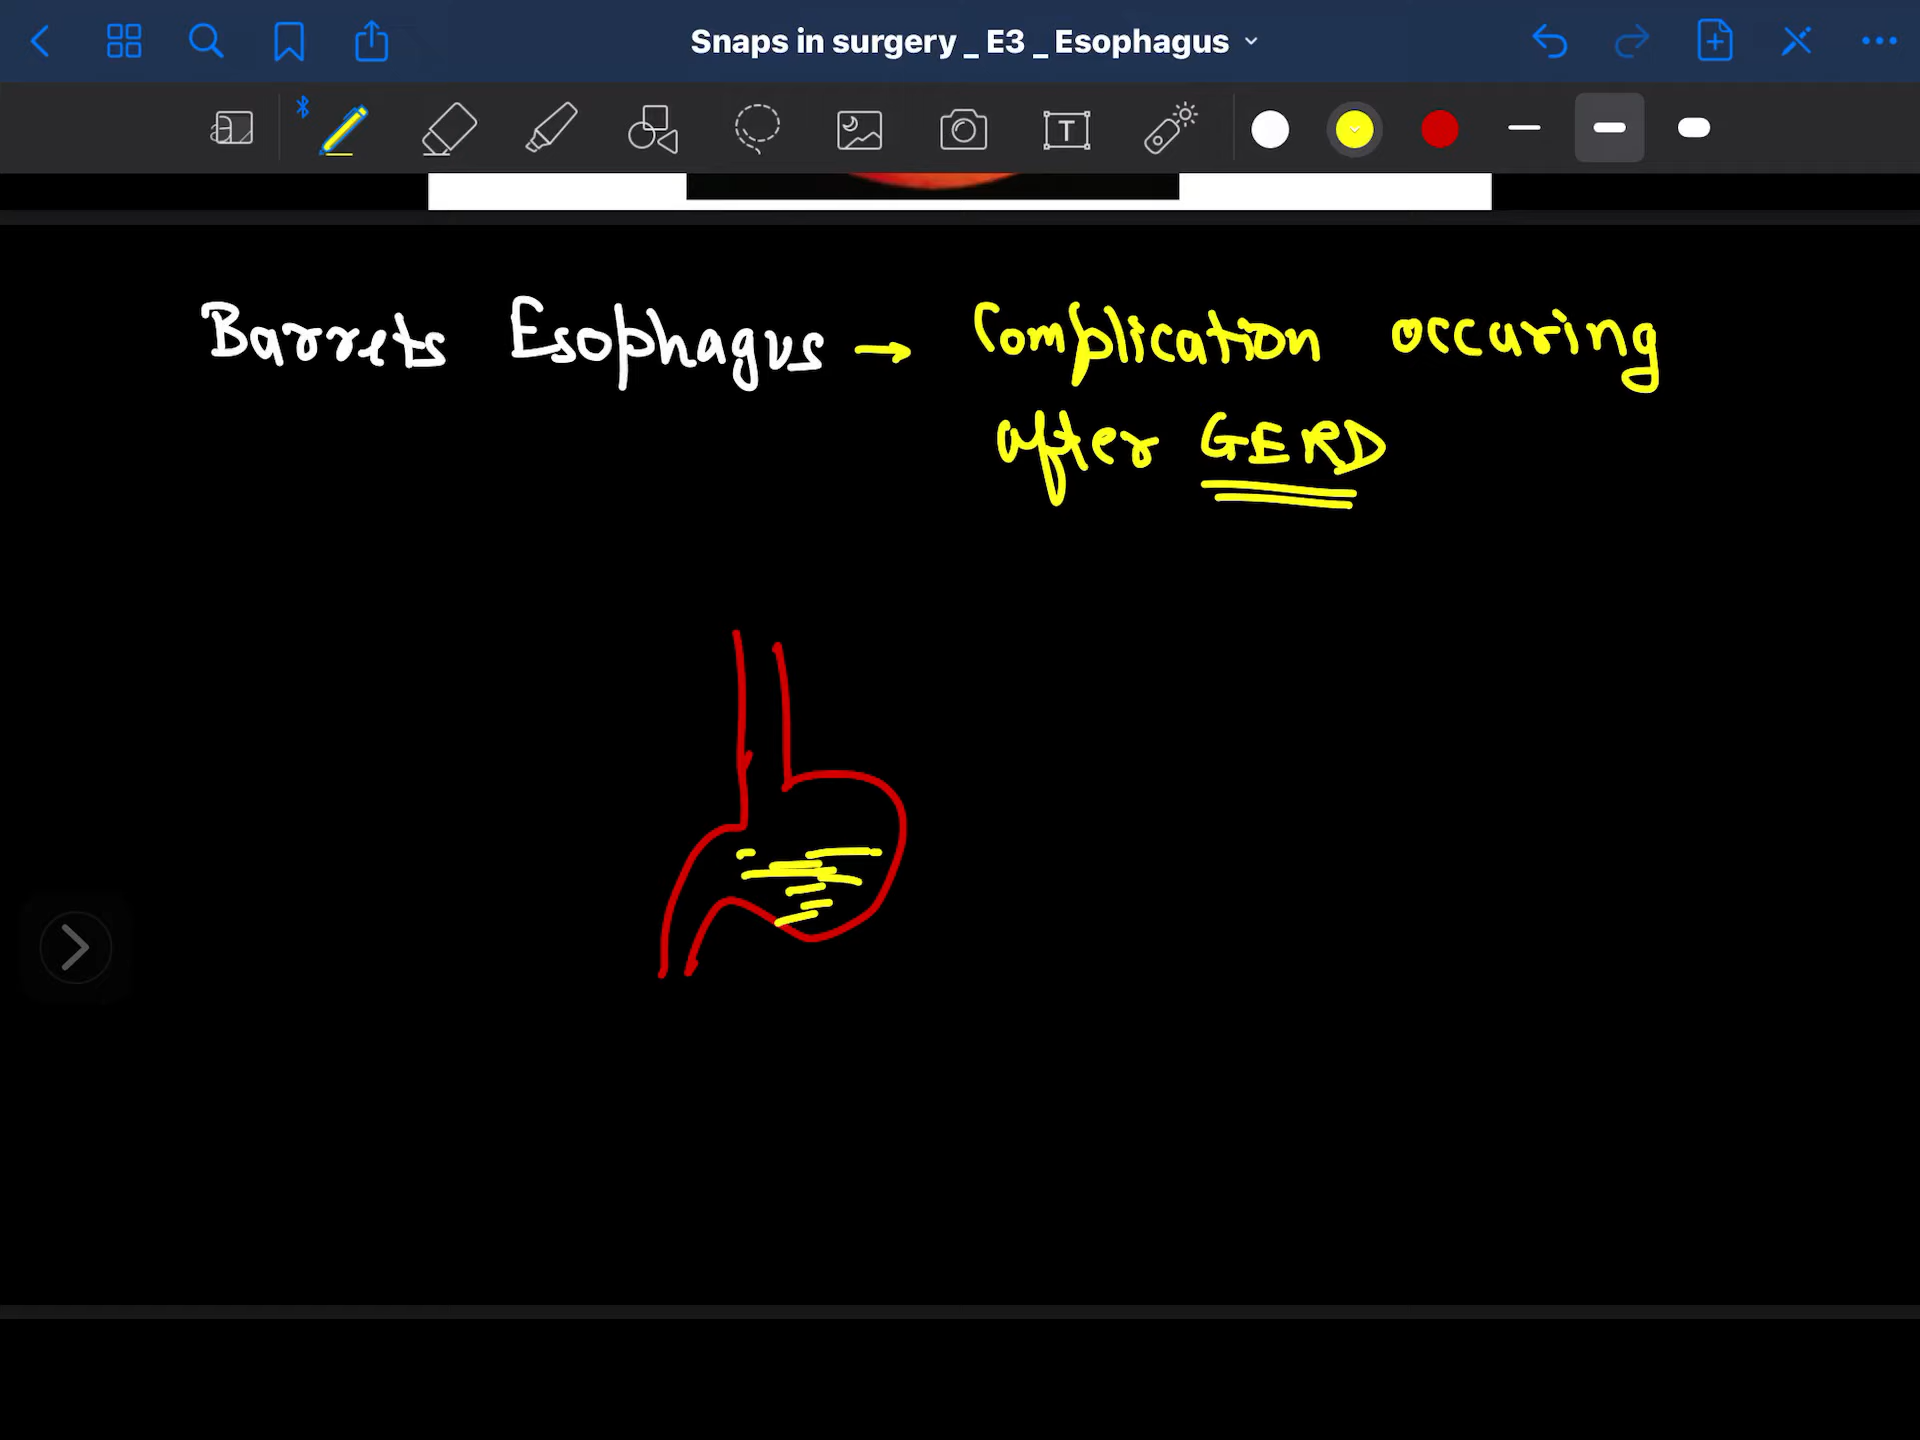 Snaps in surgery _ E3 _ Esophagus
T
Barrets Esophagus → Complication occuring
after GERD